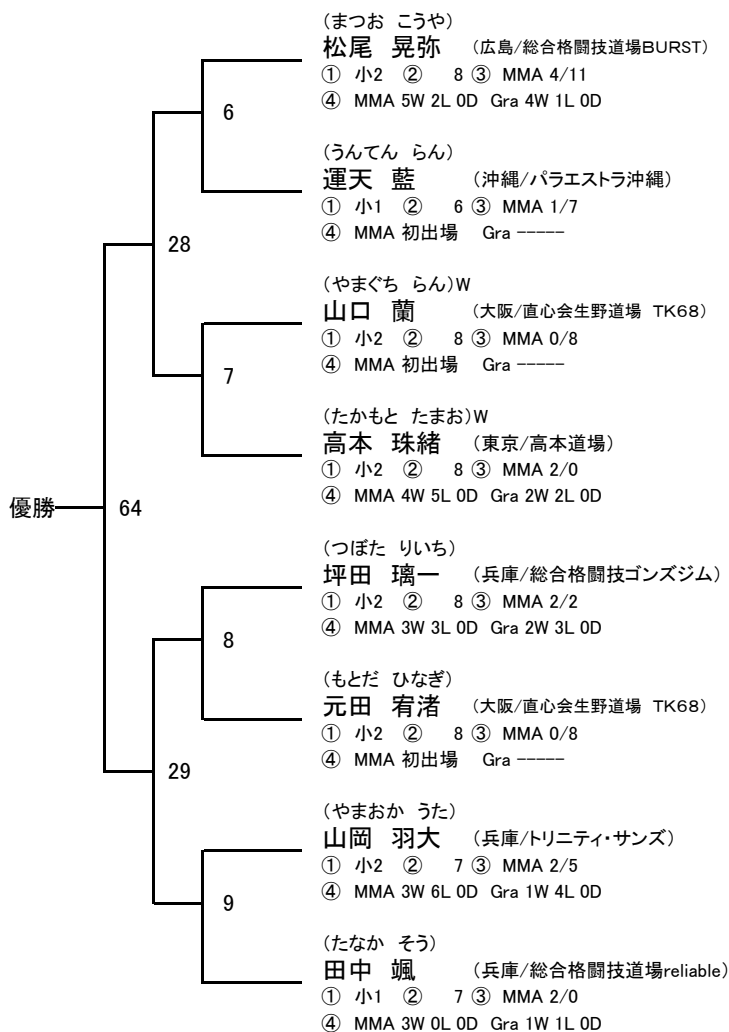 (まつお こうや)
松尾 晃弥 (広島/総合格闘技道場BURST)
① 小2 ② 8 ③ MMA 4/11
④ MMA 5W 2L 0D Gra 4W 1L 0D
6
(うんてん らん)
運天 藍 (沖縄/パラエストラ沖縄)
① 小1 ② 6 ③ MMA 1/7
④ MMA 初出場 Gra -----
28
(やまぐち らん)W
山口 蘭 (大阪/直心会生野道場 TK68)
① 小2 ② 8 ③ MMA 0/8
④ MMA 初出場 Gra -----
7
(たかもと たまお)W
高本 珠緒 (東京/高本道場)
① 小2 ② 8 ③ MMA 2/0
④ MMA 4W 5L 0D Gra 2W 2L 0D
優勝 64
(つぼた りいち)
坪田 璃一 (兵庫/総合格闘技ゴンズジム)
① 小2 ② 8 ③ MMA 2/2
④ MMA 3W 3L 0D Gra 2W 3L 0D
8
(もとだ ひなぎ)
元田 宥渚 (大阪/直心会生野道場 TK68)
① 小2 ② 8 ③ MMA 0/8
④ MMA 初出場 Gra -----
29
(やまおか うた)
山岡 羽大 (兵庫/トリニティ・サンズ)
① 小2 ② 7 ③ MMA 2/5
④ MMA 3W 6L 0D Gra 1W 4L 0D
9
(たなか そう)
田中 颯 (兵庫/総合格闘技道場reliable)
① 小1 ② 7 ③ MMA 2/0
④ MMA 3W 0L 0D Gra 1W 1L 0D